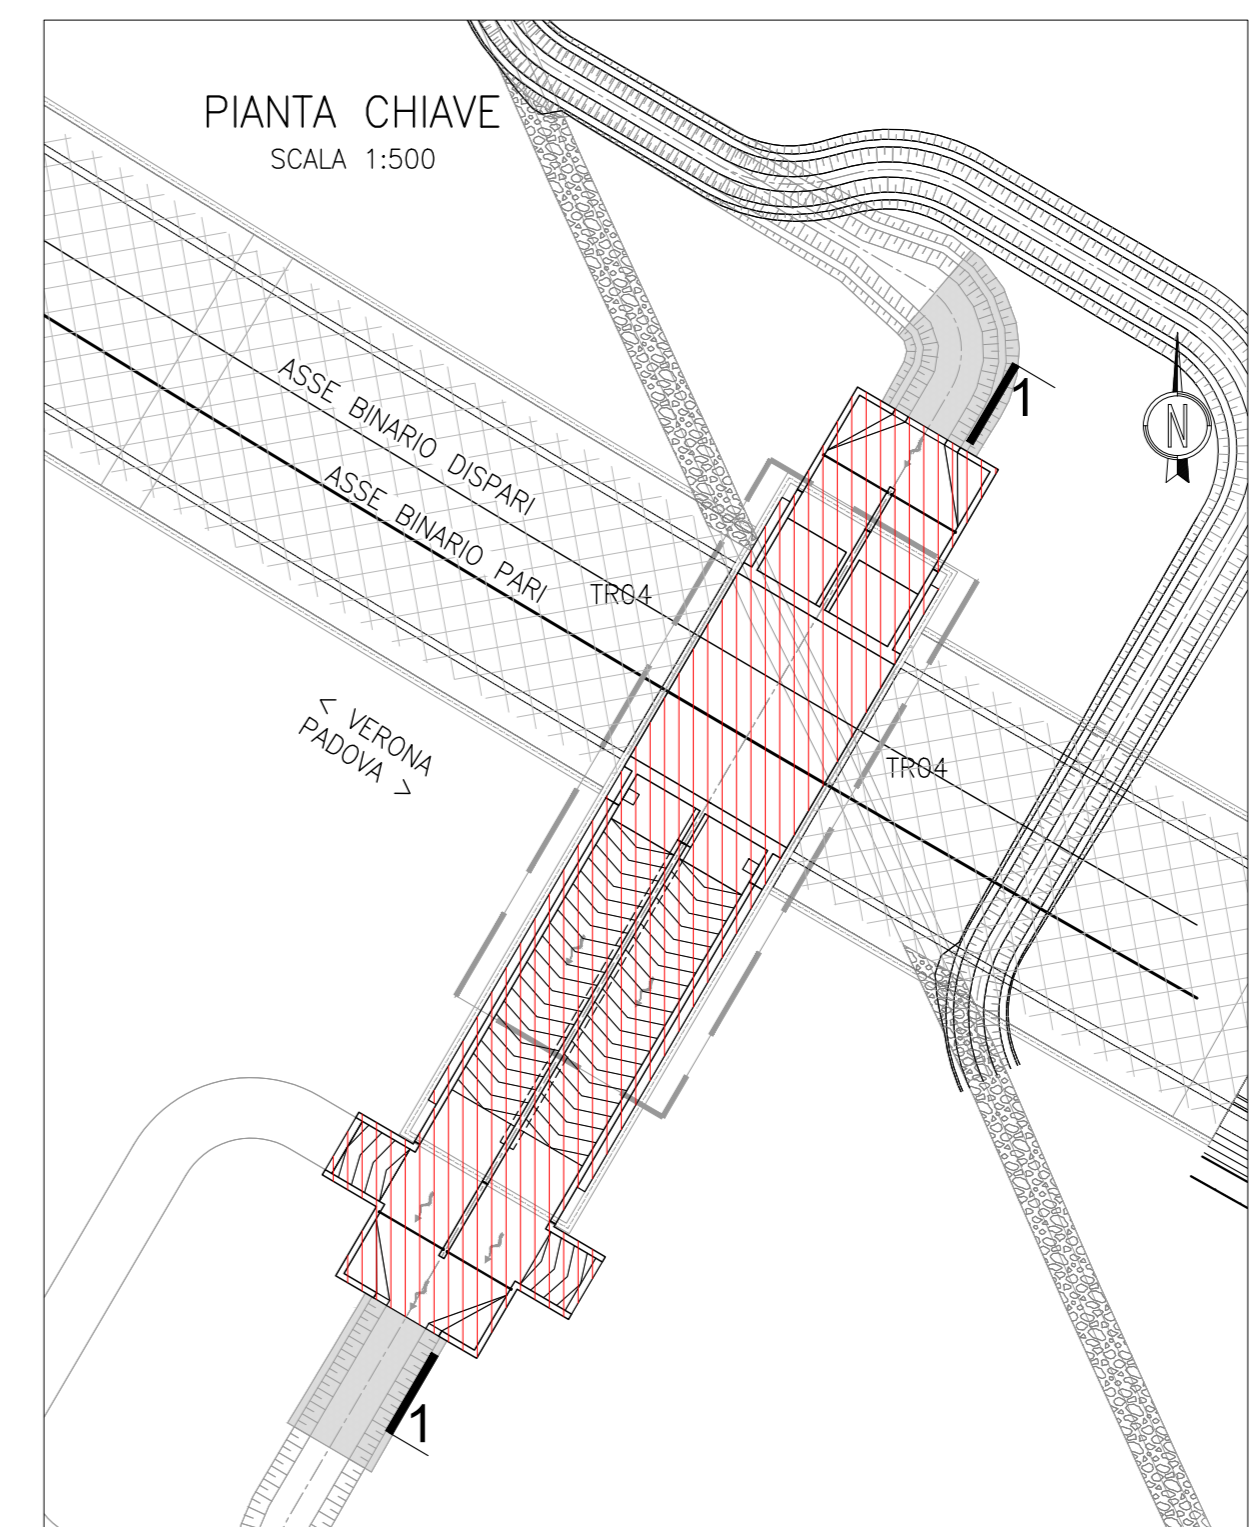 PIANTA CHIAVE
SCALA 1:500
1
N
ASSE BINARIO DISPARI
ASSE BINARIO PARI
TR04
< VERONA
PADOVA >
TR04
1